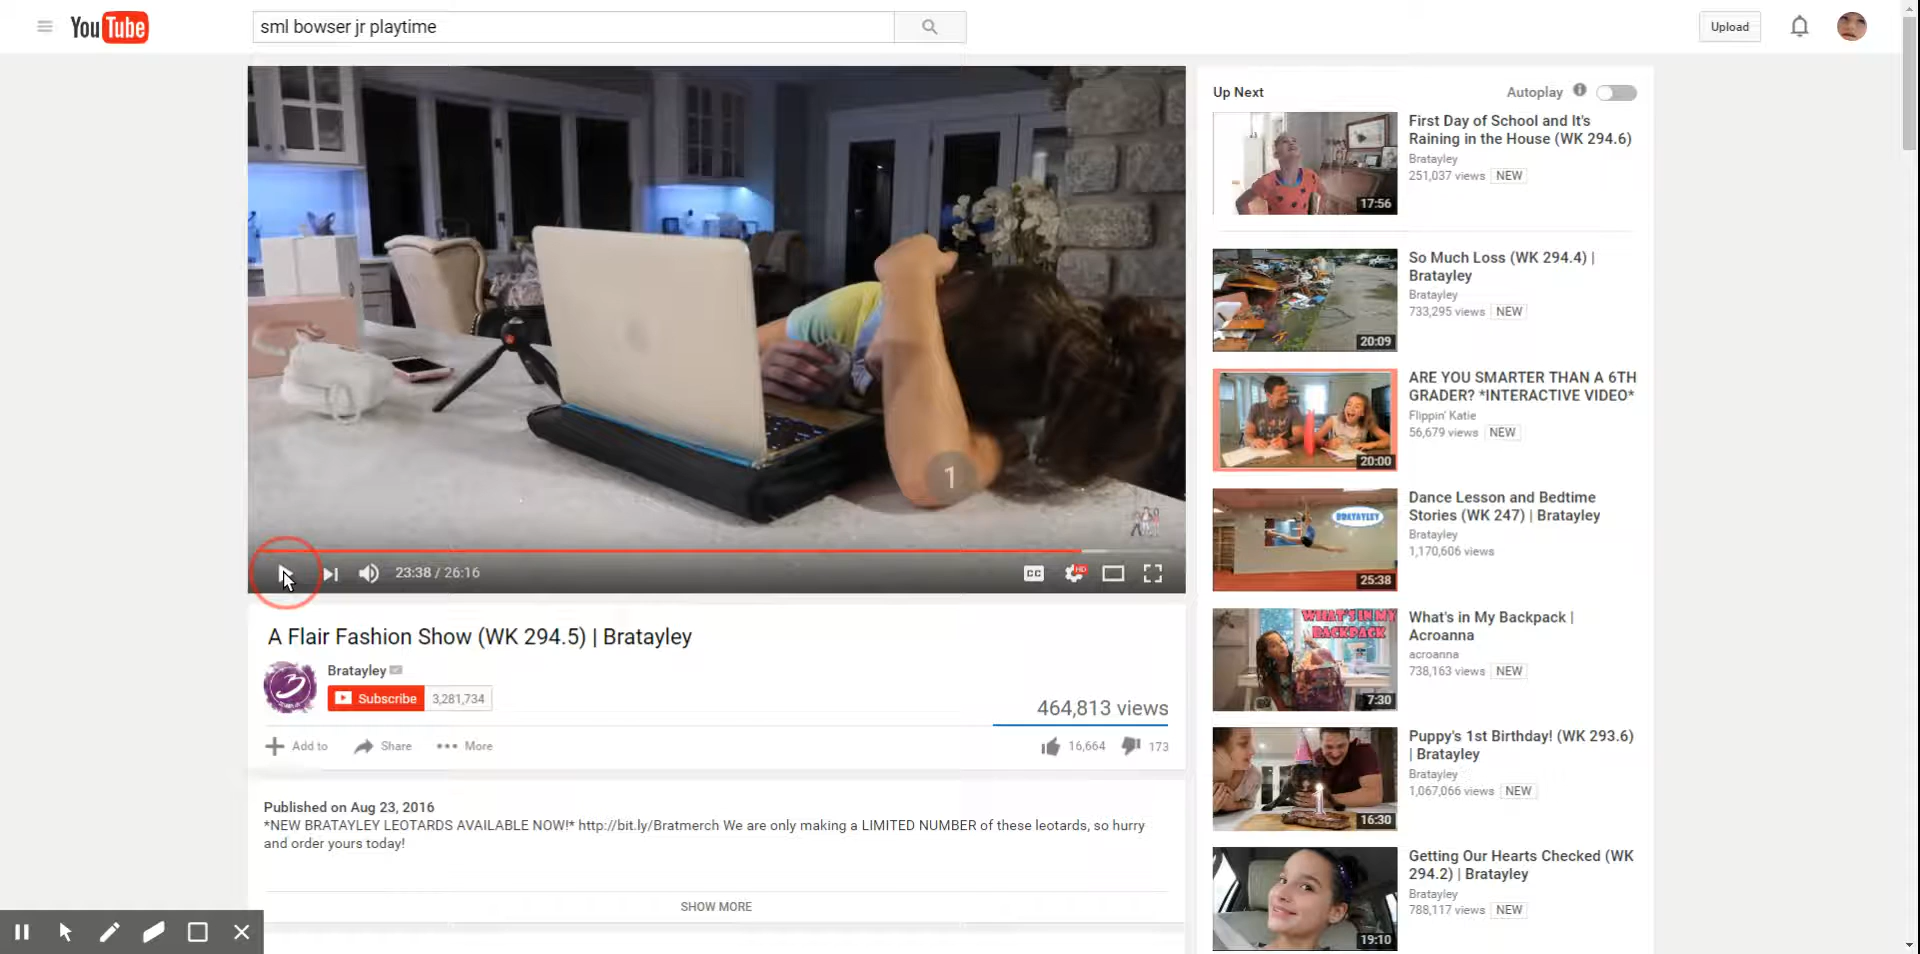 YouTube
sml bowser jr playtime
Upload
1
23:38 / 26:16
CC
HD
A Flair Fashion Show (WK 294.5) | Bratayley
Bratayley
Subscribe
3,281,734
464,813 views
Add to
Share
More
16,664
173
Published on Aug 23, 2016
*NEW BRATAYLEY LEOTARDS AVAILABLE NOW!* http://bit.ly/Bratmerch We are only making a LIMITED NUMBER of these leotards, so hurry
and order yours today!
SHOW MORE
Up Next
Autoplay
17:56
First Day of School and It's
Raining in the House (WK 294.6)
Bratayley
251,037 views NEW
20:09
So Much Loss (WK 294.4) |
Bratayley
Bratayley
733,295 views NEW
20:00
ARE YOU SMARTER THAN A 6TH
GRADER? *INTERACTIVE VIDEO*
Flippin' Katie
56,679 views NEW
BRATAYLEY
25:38
Dance Lesson and Bedtime
Stories (WK 247) | Bratayley
Bratayley
1,170,606 views
WHAT'S IN MY
BACKPACK
7:30
What's in My Backpack |
Acroanna
acroanna
738,163 views NEW
16:30
Puppy's 1st Birthday! (WK 293.6)
| Bratayley
Bratayley
1,067,066 views NEW
19:10
Getting Our Hearts Checked (WK
294.2) | Bratayley
Bratayley
788,117 views NEW